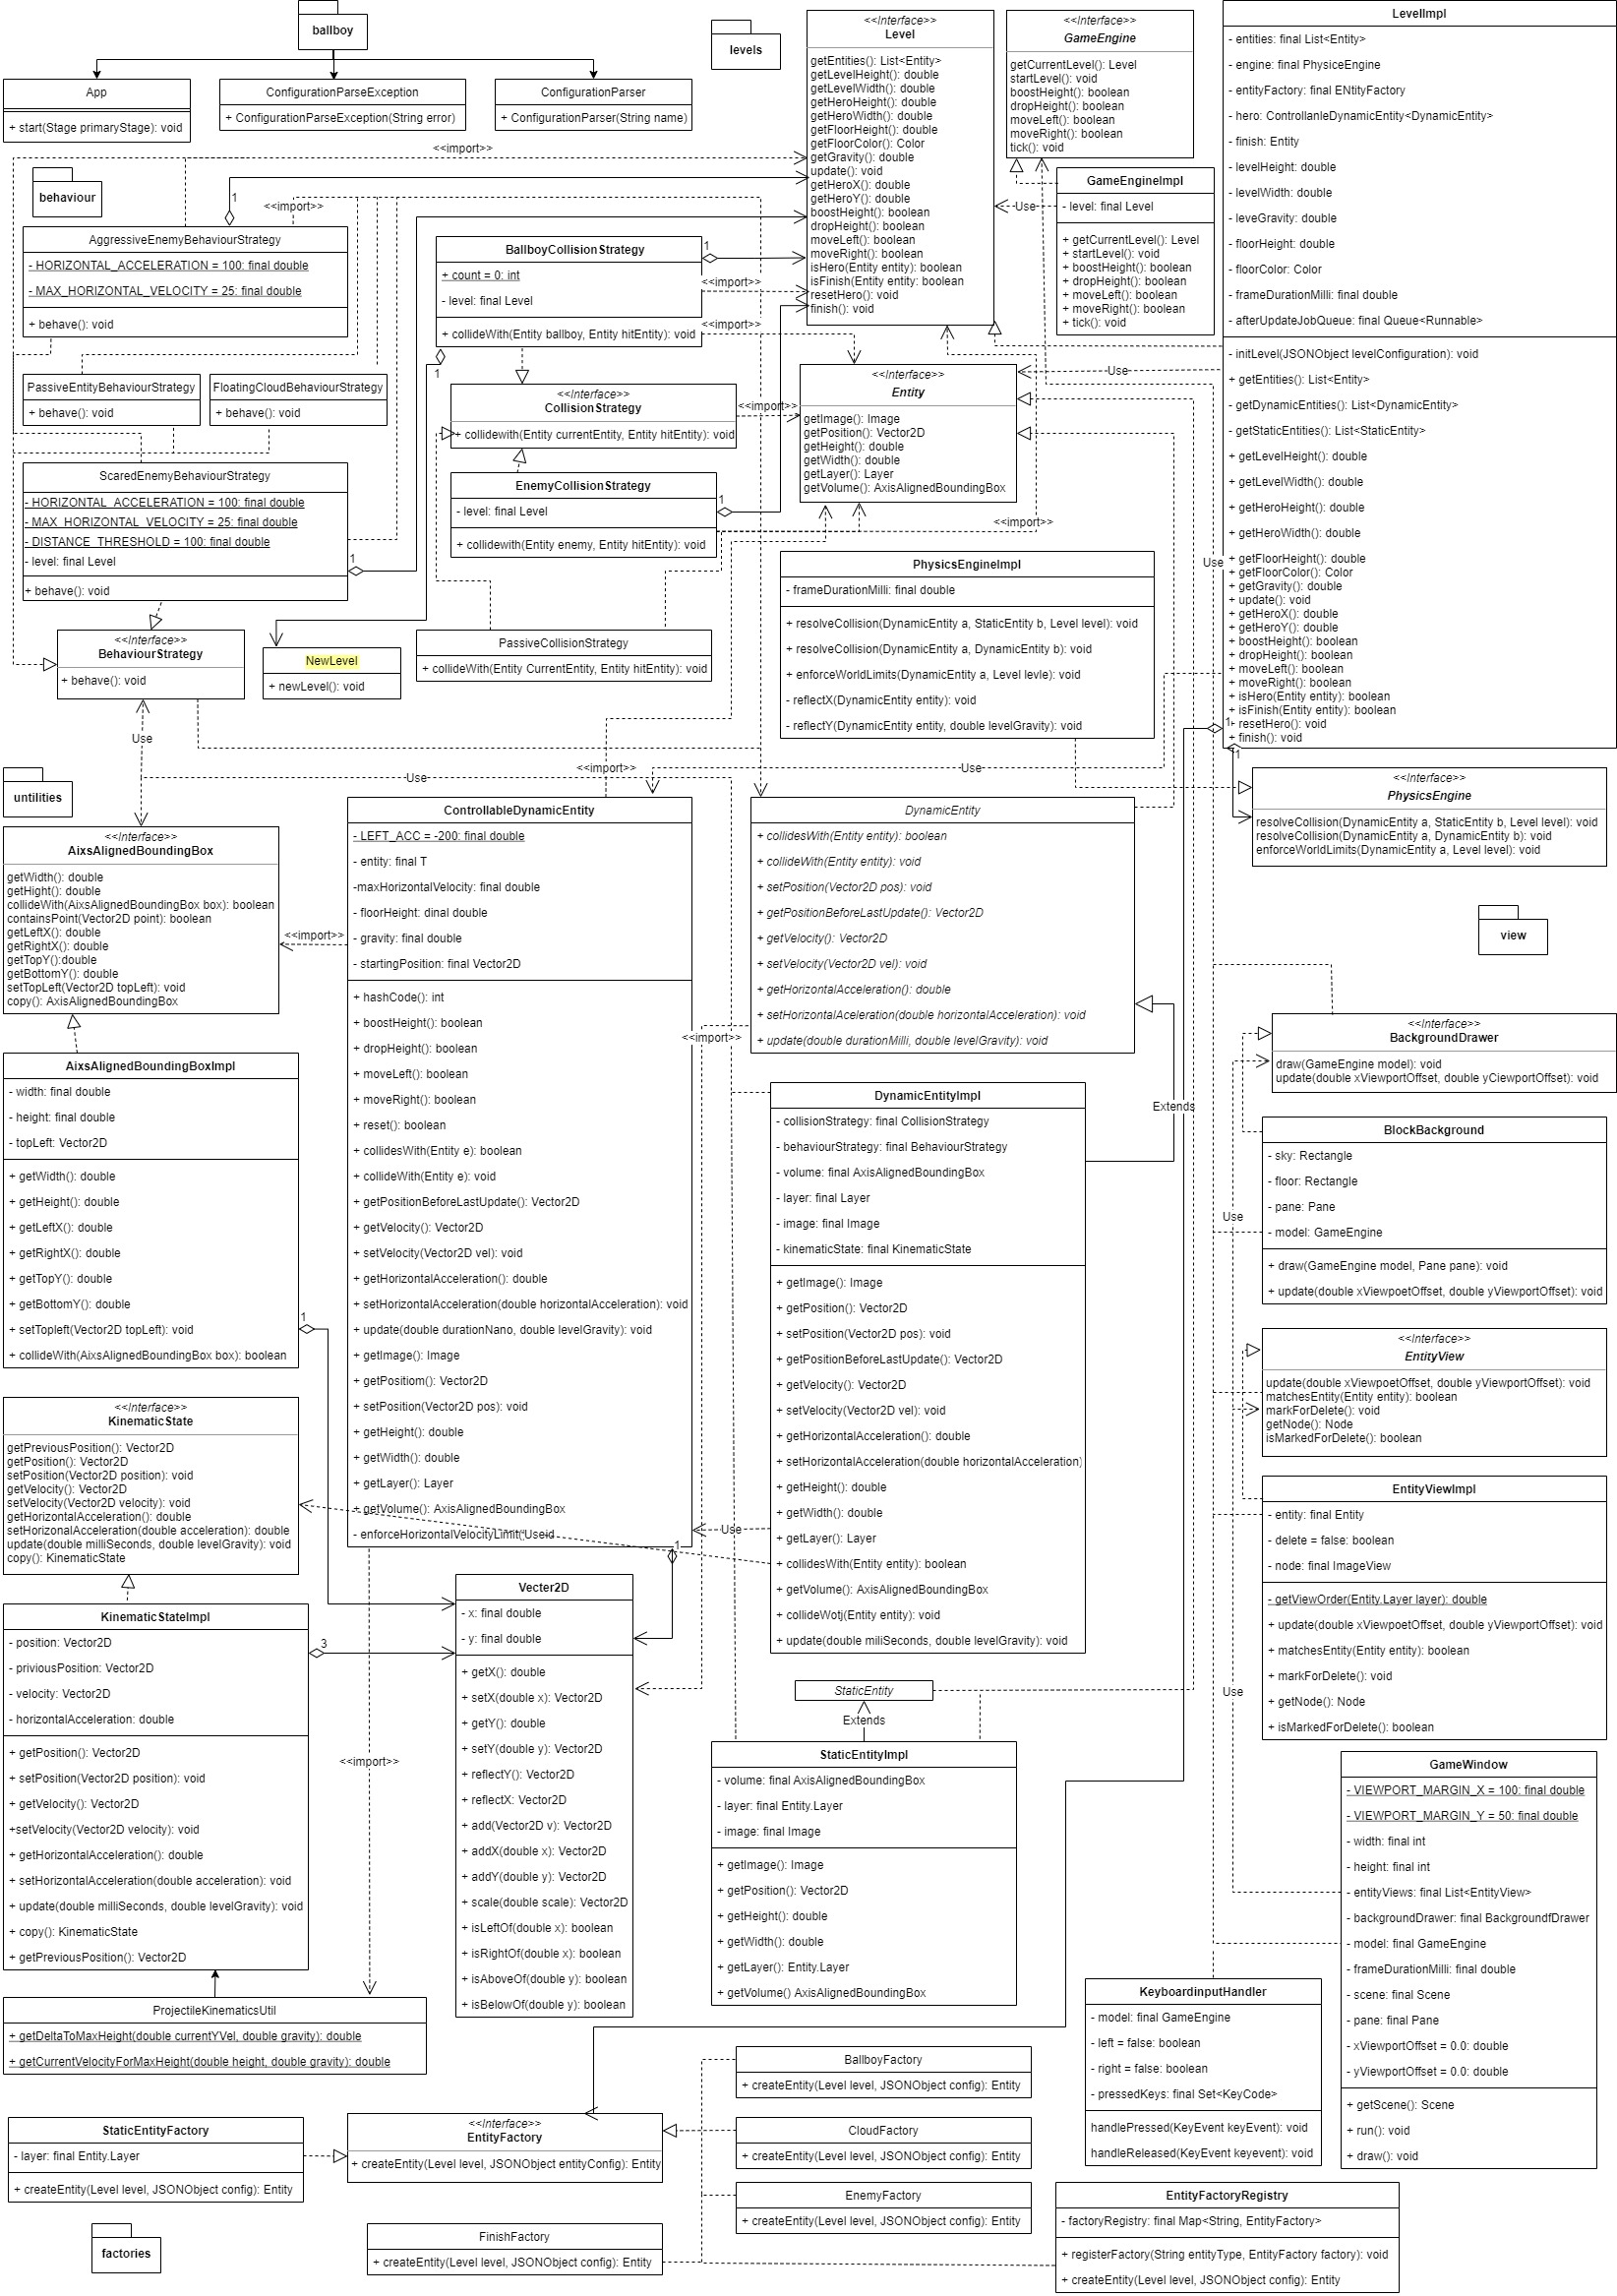 ballboy
App
+ start(Stage primaryStage): void
ConfigurationParseException
+ ConfigurationParseException(String error)
ConfigurationParser
+ ConfigurationParser(String name)
levels
<<Interface>>
Level
getEntities(): List<Entity>
getLevelHeight(): double
getLevelWidth(): double
getHeroHeight(): double
getHeroWidth(): double
getFloorHeight(): double
getFloorColor(): Color
getGravity(): double
update(): void
getHeroX(): double
getHeroY(): double
boostHeight(): boolean
dropHeight(): boolean
moveLeft(): boolean
moveRight(): boolean
isHero(Entity entity): boolean
isFinish(Entity entity: boolean
resetHero(): void
finish(): void
<<Interface>>
GameEngine
getCurrentLevel(): Level
startLevel(): void
boostHeight(): boolean
dropHeight(): boolean
moveLeft(): boolean
moveRight(): boolean
tick(): void
GameEngineImpl
- level: final Level
+ getCurrentLevel(): Level
+ startLevel(): void
+ boostHeight(): boolean
+ dropHeight(): boolean
+ moveLeft(): boolean
+ moveRight(): boolean
+ tick(): void
Use
LevelImpl
- entities: final List<Entity>
- engine: final PhysiceEngine
- entityFactory: final ENtityFactory
- hero: ControllanleDynamicEntity<DynamicEntity>
- finish: Entity
- levelHeight: double
- levelWidth: double
- leveGravity: double
- floorHeight: double
- floorColor: Color
- frameDurationMilli: final double
- afterUpdateJobQueue: final Queue<Runnable>
- initLevel(JSONObject levelConfiguration): void
+ getEntities(): List<Entity>
- getDynamicEntities(): List<DynamicEntity>
- getStaticEntities(): List<StaticEntity>
+ getLevelHeight(): double
+ getLevelWidth(): double
+ getHeroHeight(): double
+ getHeroWidth(): double
+ getFloorHeight(): double
+ getFloorColor(): Color
+ getGravity(): double
+ update(): void
+ getHeroX(): double
+ getHeroY(): double
+ boostHeight(): boolean
+ dropHeight(): boolean
+ moveLeft(): boolean
+ moveRight(): boolean
+ isHero(Entity entity): boolean
+ isFinish(Entity entity): boolean
+ resetHero(): void
+ finish(): void
1
1
Use
Use
<<import>>
behaviour
1
<<import>>
AggressiveEnemyBehaviourStrategy
- HORIZONTAL_ACCELERATION = 100: final double
- MAX_HORIZONTAL_VELOCITY = 25: final double
+ behave(): void
PassiveEntityBehaviourStrategy
+ behave(): void
FloatingCloudBehaviourStrategy
+ behave(): void
ScaredEnemyBehaviourStrategy
- HORIZONTAL_ACCELERATION = 100: final double
- MAX_HORIZONTAL_VELOCITY = 25: final double
- DISTANCE_THRESHOLD = 100: final double
- level: final Level
+ behave(): void
1
<<Interface>>
BehaviourStrategy
+ behave(): void
Use
BallboyCollisionStrategy
+ count = 0: int
- level: final Level
+ collideWith(Entity ballboy, Entity hitEntity): void
1
<<import>>
<<import>>
1
<<Interface>>
CollisionStrategy
+ collidewith(Entity currentEntity, Entity hitEntity): void
<<import>>
EnemyCollisionStrategy
- level: final Level
+ collidewith(Entity enemy, Entity hitEntity): void
1
<<import>>
PassiveCollisionStrategy
+ collideWith(Entity CurrentEntity, Entity hitEntity): void
NewLevel
+ newLevel(): void
<<Interface>>
Entity
getImage(): Image
getPosition(): Vector2D
getHeight(): double
getWidth(): double
getLayer(): Layer
getVolume(): AxisAlignedBoundingBox
PhysicsEngineImpl
- frameDurationMilli: final double
+ resolveCollision(DynamicEntity a, StaticEntity b, Level level): void
+ resolveCollision(DynamicEntity a, DynamicEntity b): void
+ enforceWorldLimits(DynamicEntity a, Level levle): void
- reflectX(DynamicEntity entity): void
- reflectY(DynamicEntity entity, double levelGravity): void
<<Interface>>
PhysicsEngine
resolveCollision(DynamicEntity a, StaticEntity b, Level level): void
resolveCollision(DynamicEntity a, DynamicEntity b): void
enforceWorldLimits(DynamicEntity a, Level level): void
Use
<<import>>
Use
untilities
<<Interface>>
AixsAlignedBoundingBox
getWidth(): double
getHight(): double
collideWith(AixsAlignedBoundingBox box): boolean
containsPoint(Vector2D point): boolean
getLeftX(): double
getRightX(): double
getTopY():double
getBottomY(): double
setTopLeft(Vector2D topLeft): void
copy(): AxisAlignedBoundingBox
<<import>>
AixsAlignedBoundingBoxImpl
- width: final double
- height: final double
- topLeft: Vector2D
+ getWidth(): double
+ getHeight(): double
+ getLeftX(): double
+ getRightX(): double
+ getTopY(): double
+ getBottomY(): double
+ setTopleft(Vector2D topLeft): void
+ collideWith(AixsAlignedBoundingBox box): boolean
1
<<Interface>>
KinematicState
getPreviousPosition(): Vector2D
getPosition(): Vector2D
setPosition(Vector2D position): void
getVelocity(): Vector2D
setVelocity(Vector2D velocity): void
getHorizontalAcceleration(): double
setHorizonalAcceleration(double acceleration): double
update(double milliSeconds, double levelGravity): void
copy(): KinematicState
KinematicStateImpl
- position: Vector2D
- priviousPosition: Vector2D
- velocity: Vector2D
- horizontalAcceleration: double
+ getPosition(): Vector2D
+ setPosition(Vector2D position): void
+ getVelocity(): Vector2D
+setVelocity(Vector2D velocity): void
+ getHorizontalAcceleration(): double
+ setHorizontalAcceleration(double acceleration): void
+ update(double milliSeconds, double levelGravity): void
+ copy(): KinematicState
+ getPreviousPosition(): Vector2D
3
ProjectileKinematicsUtil
+ getDeltaToMaxHeight(double currentYVel, double gravity): double
+ getCurrentVelocityForMaxHeight(double height, double gravity): double
ControllableDynamicEntity
- LEFT_ACC = -200: final double
- entity: final T
-maxHorizontalVelocity: final double
- floorHeight: dinal double
- gravity: final double
- startingPosition: final Vector2D
+ hashCode(): int
+ boostHeight(): boolean
+ dropHeight(): boolean
+ moveLeft(): boolean
+ moveRight(): boolean
+ reset(): boolean
+ collidesWith(Entity e): boolean
+ collideWith(Entity e): void
+ getPositionBeforeLastUpdate(): Vector2D
+ getVelocity(): Vector2D
+ setVelocity(Vector2D vel): void
+ getHorizontalAcceleration(): double
+ setHorizontalAcceleration(double horizontalAcceleration): void
+ update(double durationNano, double levelGravity): void
+ getImage(): Image
+ getPositiom(): Vector2D
+ setPosition(Vector2D pos): void
+ getHeight(): double
+ getWidth(): double
+ getLayer(): Layer
+ getVolume(): AxisAlignedBoundingBox
- enforceHorizontalVelocityLimit(
Use
1
Use
<<import>>
<<import>>
Vecter2D
- x: final double
- y: final double
+ getX(): double
+ setX(double x): Vector2D
+ getY(): double
+ setY(double y): Vector2D
+ reflectY(): Vector2D
+ reflectX: Vector2D
+ add(Vector2D v): Vector2D
+ addX(double x): Vector2D
+ addY(double y): Vector2D
+ scale(double scale): Vector2D
+ isLeftOf(double x): boolean
+ isRightOf(double x): boolean
+ isAboveOf(double y): boolean
+ isBelowOf(double y): boolean
DynamicEntity
+ collidesWith(Entity entity): boolean
+ collideWith(Entity entity): void
+ setPosition(Vector2D pos): void
+ getPositionBeforeLastUpdate(): Vector2D
+ getVelocity(): Vector2D
+ setVelocity(Vector2D vel): void
+ getHorizontalAcceleration(): double
+ setHorizontalAceleration(double horizontalAcceleration): void
+ update(double durationMilli, double levelGravity): void
Extends
DynamicEntityImpl
- collisionStrategy: final CollisionStrategy
- behaviourStrategy: final BehaviourStrategy
- volume: final AxisAlignedBoundingBox
- layer: final Layer
- image: final Image
- kinematicState: final KinematicState
+ getImage(): Image
+ getPosition(): Vector2D
+ setPosition(Vector2D pos): void
+ getPositionBeforeLastUpdate(): Vector2D
+ getVelocity(): Vector2D
+ setVelocity(Vector2D vel): void
+ getHorizontalAcceleration(): double
+ setHorizontalAcceleration(double horizontalAcceleration)
+ getHeight(): double
+ getWidth(): double
+ getLayer(): Layer
+ collidesWith(Entity entity): boolean
+ getVolume(): AxisAlignedBoundingBox
+ collideWotj(Entity entity): void
+ update(double miliSeconds, double levelGravity): void
StaticEntity
Extends
StaticEntityImpl
- volume: final AxisAlignedBoundingBox
- layer: final Entity.Layer
- image: final Image
+ getImage(): Image
+ getPosition(): Vector2D
+ getHeight(): double
+ getWidth(): double
+ getLayer(): Entity.Layer
+ getVolume() AxisAlignedBoundingBox
view
<<Interface>>
BackgroundDrawer
draw(GameEngine model): void
update(double xViewportOffset, double yCiewportOffset): void
BlockBackground
- sky: Rectangle
- floor: Rectangle
- pane: Pane
- model: GameEngine
+ draw(GameEngine model, Pane pane): void
+ update(double xViewpoetOffset, double yViewportOffset): void
Use
<<Interface>>
EntityView
update(double xViewpoetOffset, double yViewportOffset): void
matchesEntity(Entity entity): boolean
markForDelete(): void
getNode(): Node
isMarkedForDelete(): boolean
EntityViewImpl
- entity: final Entity
- delete = false: boolean
- node: final ImageView
- getViewOrder(Entity.Layer layer): double
+ update(double xViewpoetOffset, double yViewportOffset): void
+ matchesEntity(Entity entity): boolean
+ markForDelete(): void
+ getNode(): Node
+ isMarkedForDelete(): boolean
Use
GameWindow
- VIEWPORT_MARGIN_X = 100: final double
- VIEWPORT_MARGIN_Y = 50: final double
- width: final int
- height: final int
- entityViews: final List<EntityView>
- backgroundDrawer: final BackgroundfDrawer
- model: final GameEngine
- frameDurationMilli: final double
- scene: final Scene
- pane: final Pane
- xViewportOffset = 0.0: double
- yViewportOffset = 0.0: double
+ getScene(): Scene
+ run(): void
+ draw(): void
KeyboardinputHandler
- model: final GameEngine
- left = false: boolean
- right = false: boolean
- pressedKeys: final Set<KeyCode>
handlePressed(KeyEvent keyEvent): void
handleReleased(KeyEvent keyevent): void
BallboyFactory
+ createEntity(Level level, JSONObject config): Entity
CloudFactory
+ createEntity(Level level, JSONObject config): Entity
EnemyFactory
+ createEntity(Level level, JSONObject config): Entity
StaticEntityFactory
- layer: final Entity.Layer
+ createEntity(Level level, JSONObject config): Entity
<<Interface>>
EntityFactory
+ createEntity(Level level, JSONObject entityConfig): Entity
FinishFactory
+ createEntity(Level level, JSONObject config): Entity
EntityFactoryRegistry
- factoryRegistry: final Map<String, EntityFactory>
+ registerFactory(String entityType, EntityFactory factory): void
+ createEntity(Level level, JSONObject config): Entity
factories